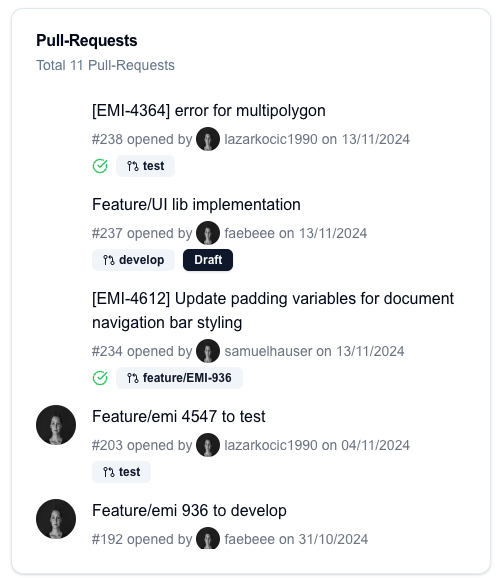 Pull-Requests
Total 11 Pull-Requests
[EMI-4364] error for multipolygon
#238 opened by lazarkocic1990 on 13/11/2024
test
Feature/UI lib implementation
#237 opened by faebeee on 13/11/2024
develop Draft
[EMI-4612] Update padding variables for document
navigation bar styling
#234 opened by samuelhauser on 13/11/2024
feature/EMI-936
Feature/emi 4547 to test
#203 opened by lazarkocic1990 on 04/11/2024
test
Feature/emi 936 to develop
#192 opened by faebeee on 31/10/2024